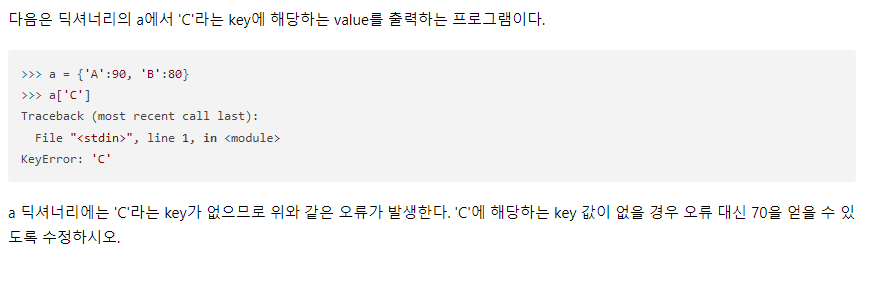 다음은 딕셔너리의 a에서 'C'라는 key에 해당하는 value를 출력하는 프로그램이다.
>>> a = {'A':90, 'B':80}
>>> a['C']
Traceback (most recent call last):
  File "<stdin>", line 1, in <module>
KeyError: 'C'
a 딕셔너리에는 'C'라는 key가 없으므로 위와 같은 오류가 발생한다. 'C'에 해당하는 key 값이 없을 경우 오류 대신 70을 얻을 수 있
도록 수정하시오.